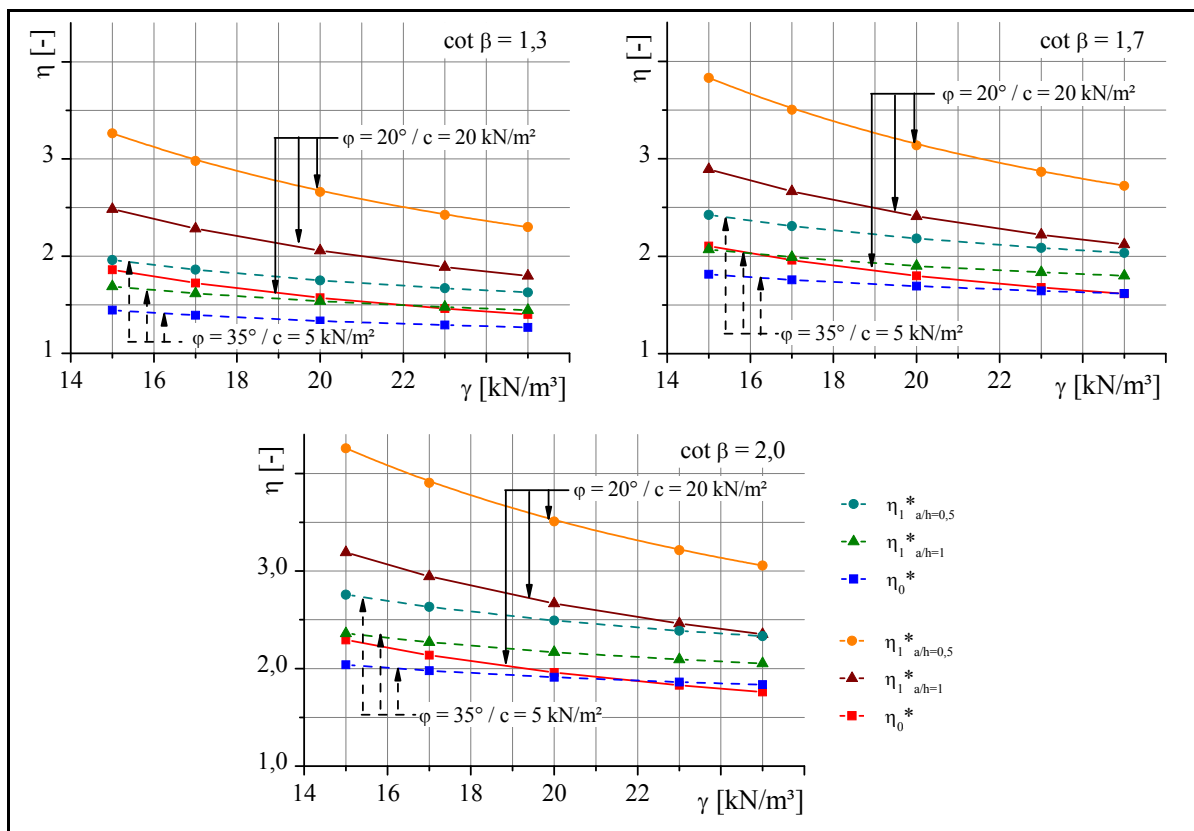 η [-]
cot β = 1,3
φ = 20° / c = 20 kN/m²
3
2
φ = 35° / c = 5 kN/m²
1
14 16 18 20 22
γ [kN/m³]
η [-]
cot β = 1,7
φ = 20° / c = 20 kN/m²
3
2
φ = 35° / c = 5 kN/m²
1
14 16 18 20 22
γ [kN/m³]
η [-]
cot β = 2,0
φ = 20° / c = 20 kN/m²
3,0
2,0
φ = 35° / c = 5 kN/m²
1,0
14 16 18 20 22
γ [kN/m³]
η₁*a/h=0,5
η₁*a/h=1
η₀*
η₁*a/h=0,5
η₁*a/h=1
η₀*